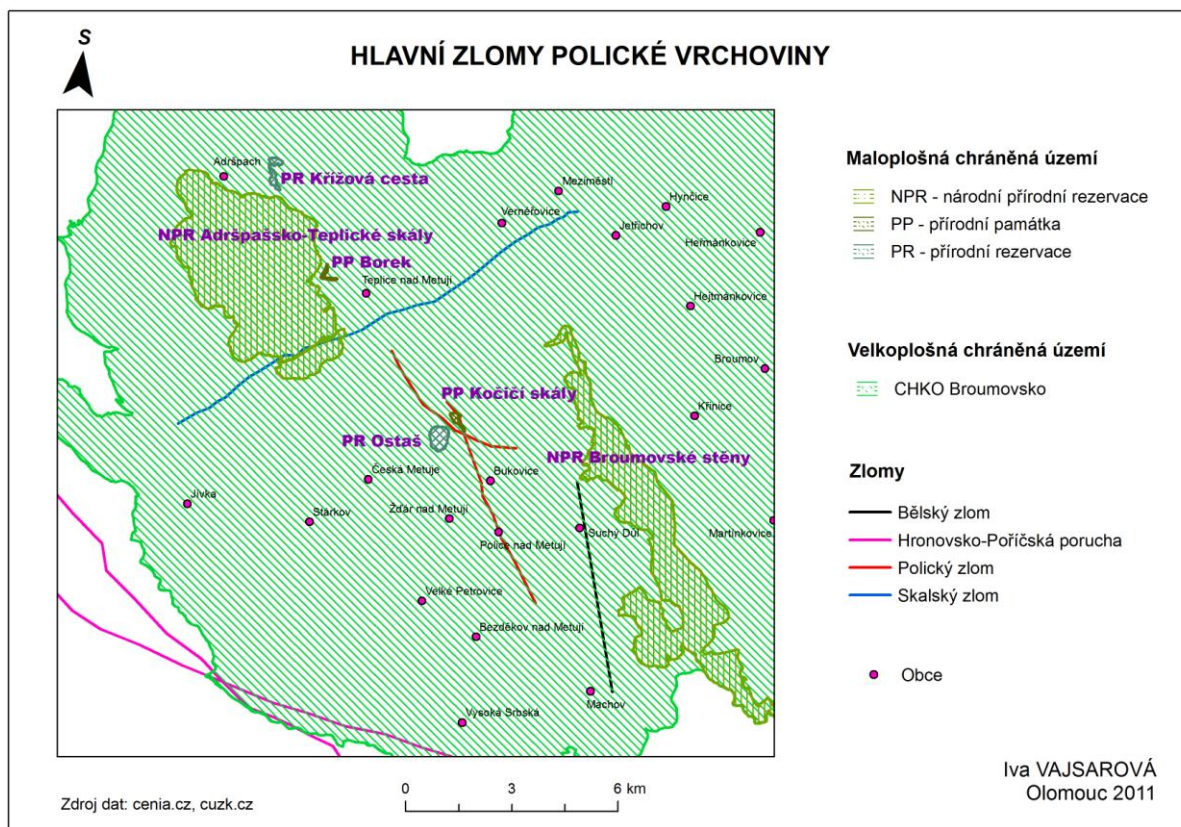 S
HLAVNÍ ZLOMY POLICKÉ VRCHOVINY
Adršpach
PR Křížová cesta
Meziměstí
Hynčice
Vernéřovice
Jetřichov
Heřmánkovice
NPR Adršpašsko-Teplické skály
PP Borek
Teplice nad Metují
Hejtmánkovice
Broumov
PP Kočičí skály
Křinice
PR Ostaš
NPR Broumovské stěny
Česká Metuje
Bukovice
Jívka
Stárkov
Žďár nad Metují
Police nad Metují
Suchý Důl
Martínkovice
Velké Petrovice
Bezděkov nad Metují
Machov
Vysoká Srbská
Maloplošná chráněná území
NPR - národní přírodní rezervace
PP - přírodní památka
PR - přírodní rezervace
Velkoplošná chráněná území
CHKO Broumovsko
Zlomy
Bělský zlom
Hronovsko-Poříčská porucha
Polický zlom
Skalský zlom
Obce
Zdroj dat: cenia.cz, cuzk.cz
0 3 6 km
Iva VAJSAROVÁ
Olomouc 2011